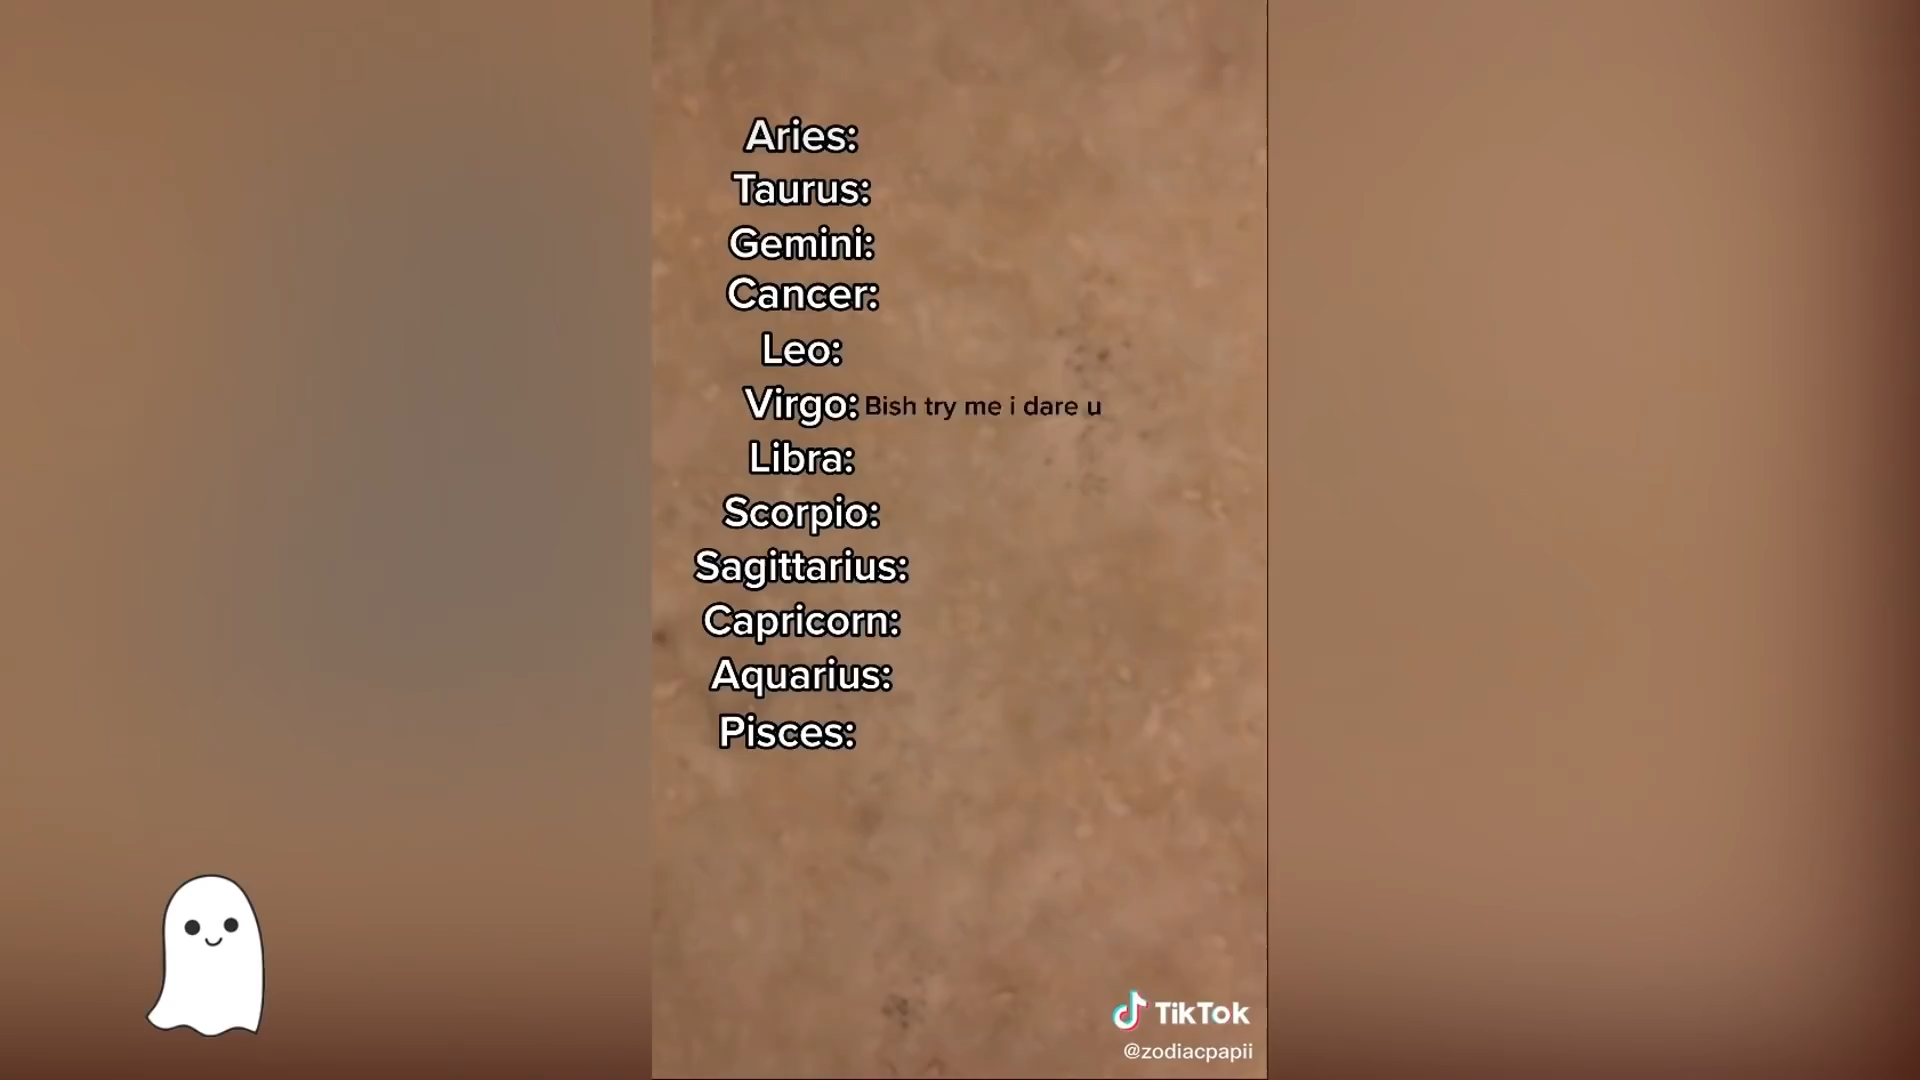 Aries:
Taurus:
Gemini:
Cancer:
Leo:
Virgo: Bish try me i dare u
Libra:
Scorpio:
Sagittarius:
Capricorn:
Aquarius:
Pisces:
TikTok
@zodiacpapii